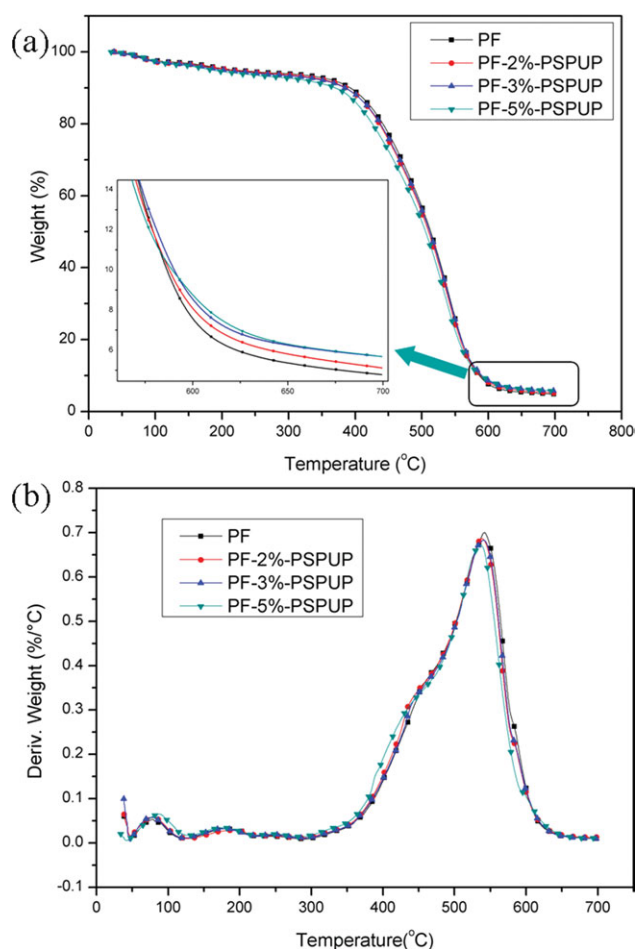 (a)
PF
PF-2%-PSPUP
PF-3%-PSPUP
PF-5%-PSPUP
100
80
60
40
20
0
Weight (%)
14
12
10
8
6
600
650
700
0 100 200 300 400 500 600 700 800
Temperature (°C)
(b)
PF
PF-2%-PSPUP
PF-3%-PSPUP
PF-5%-PSPUP
0.8
0.7
0.6
0.5
0.4
0.3
0.2
0.1
0.0
-0.1
Deriv. Weight (%/°C)
0 100 200 300 400 500 600 700
Temperature(°C)